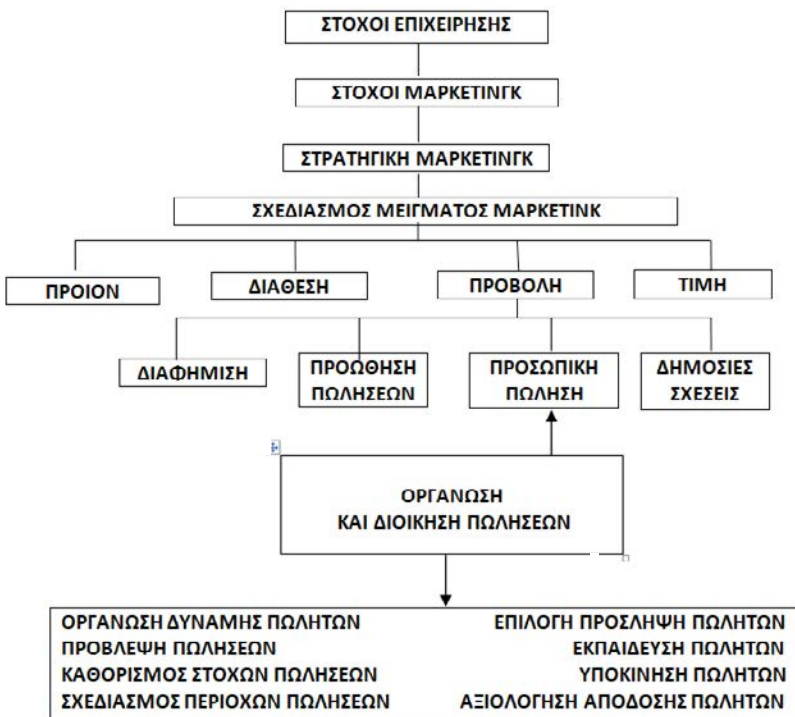 ΣΤΟΧΟΙ ΕΠΙΧΕΙΡΗΣΗΣ
ΣΤΟΧΟΙ ΜΑΡΚΕΤΙΝΓΚ
ΣΤΡΑΤΗΓΙΚΗ ΜΑΡΚΕΤΙΝΓΚ
ΣΧΕΔΙΑΣΜΟΣ ΜΕΙΓΜΑΤΟΣ ΜΑΡΚΕΤΙΝΚ
ΠΡΟΙΟΝ ΔΙΑΘΕΣΗ ΠΡΟΒΟΛΗ ΤΙΜΗ
ΔΙΑΦΗΜΙΣΗ
ΠΡΟΩΘΗΣΗ
ΠΩΛΗΣΕΩΝ
ΠΡΟΣΩΠΙΚΗ
ΠΩΛΗΣΗ
ΔΗΜΟΣΙΕΣ
ΣΧΕΣΕΙΣ
ΟΡΓΑΝΩΣΗ
ΚΑΙ ΔΙΟΙΚΗΣΗ ΠΩΛΗΣΕΩΝ
ΟΡΓΑΝΩΣΗ ΔΥΝΑΜΗΣ ΠΩΛΗΤΩΝ
ΠΡΟΒΛΕΨΗ ΠΩΛΗΣΕΩΝ
ΚΑΘΟΡΙΣΜΟΣ ΣΤΟΧΩΝ ΠΩΛΗΣΕΩΝ
ΣΧΕΔΙΑΣΜΟΣ ΠΕΡΙΟΧΩΝ ΠΩΛΗΣΕΩΝ
ΕΠΙΛΟΓΗ ΠΡΟΣΛΗΨΗ ΠΩΛΗΤΩΝ
ΕΚΠΑΙΔΕΥΣΗ ΠΩΛΗΤΩΝ
ΥΠΟΚΙΝΗΣΗ ΠΩΛΗΤΩΝ
ΑΞΙΟΛΟΓΗΣΗ ΑΠΟΔΟΣΗΣ ΠΩΛΗΤΩΝ